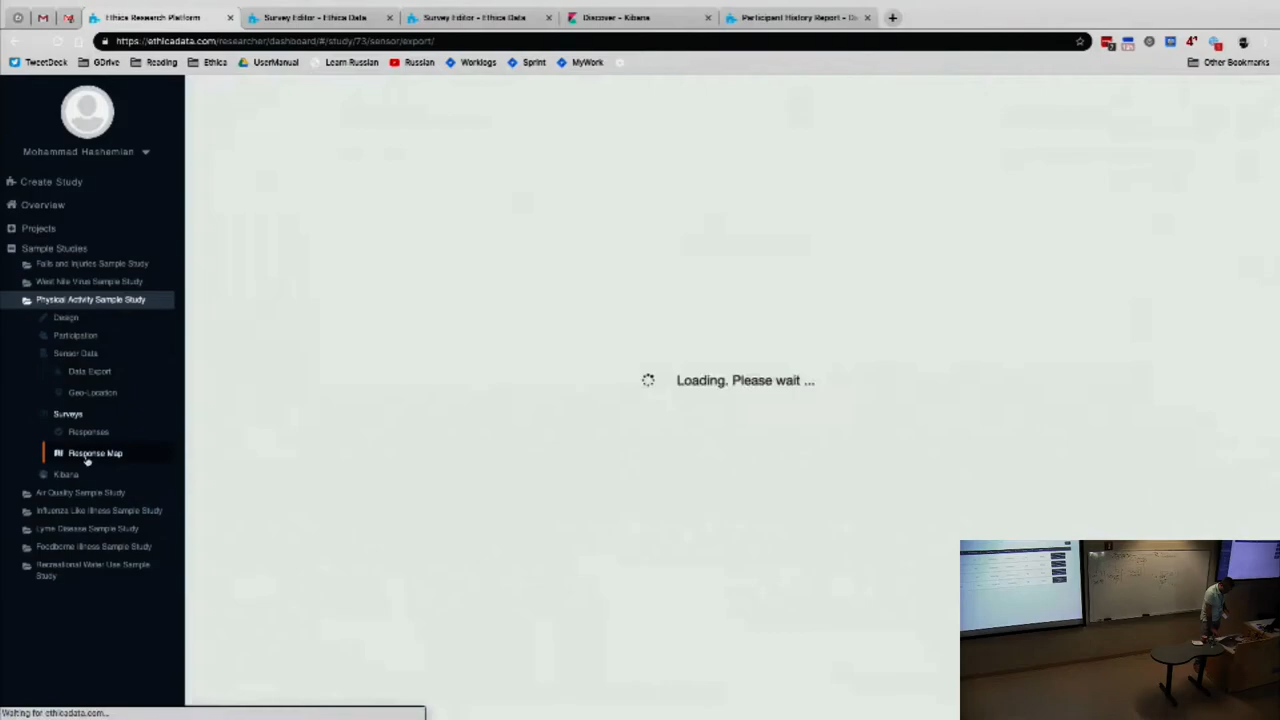 Ethica Research Platform
Survey Editor - Ethica Data
Survey Editor - Ethica Data
Discover - Kibana
Participant History Report - De
https://ethicadata.com/researcher/dashboard/#/study/73/sensor/export/
TweetDeck
GDrive
Reading
Ethica
UserManual
Learn Russian
Russian
Worklogs
Sprint
MyWork
Other Bookmarks
Mohammad Hashemian
Create Study
Overview
Projects
Sample Studies
Falls and Injuries Sample Study
West Nile Virus Sample Study
Physical Activity Sample Study
Design
Participation
Sensor Data
Data Export
Geo-Location
Surveys
Responses
Response Map
Kibana
Air Quality Sample Study
Influenza Like Illness Sample Study
Lyme Disease Sample Study
Foodborne Illness Sample Study
Recreational Water Use Sample
Study
Loading. Please wait ...
Waiting for ethicadata.com...